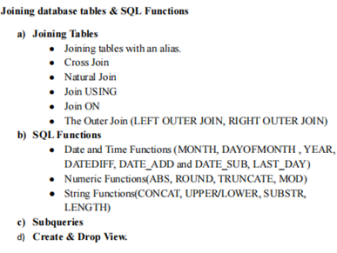 Joining database tables & SQL Functions
a) Joining Tables
• Joining tables with an alias.
• Cross Join
• Natural Join
• Join USING
• Join ON
• The Outer Join (LEFT OUTER JOIN, RIGHT OUTER JOIN)
b) SQL Functions
• Date and Time Functions (MONTH, DAYOFMONTH , YEAR,
DATEDIFF, DATE_ADD and DATE_SUB, LAST_DAY)
• Numeric Functions(ABS, ROUND, TRUNCATE, MOD)
• String Functions(CONCAT, UPPER/LOWER, SUBSTR,
LENGTH)
c) Subqueries
d) Create & Drop View.